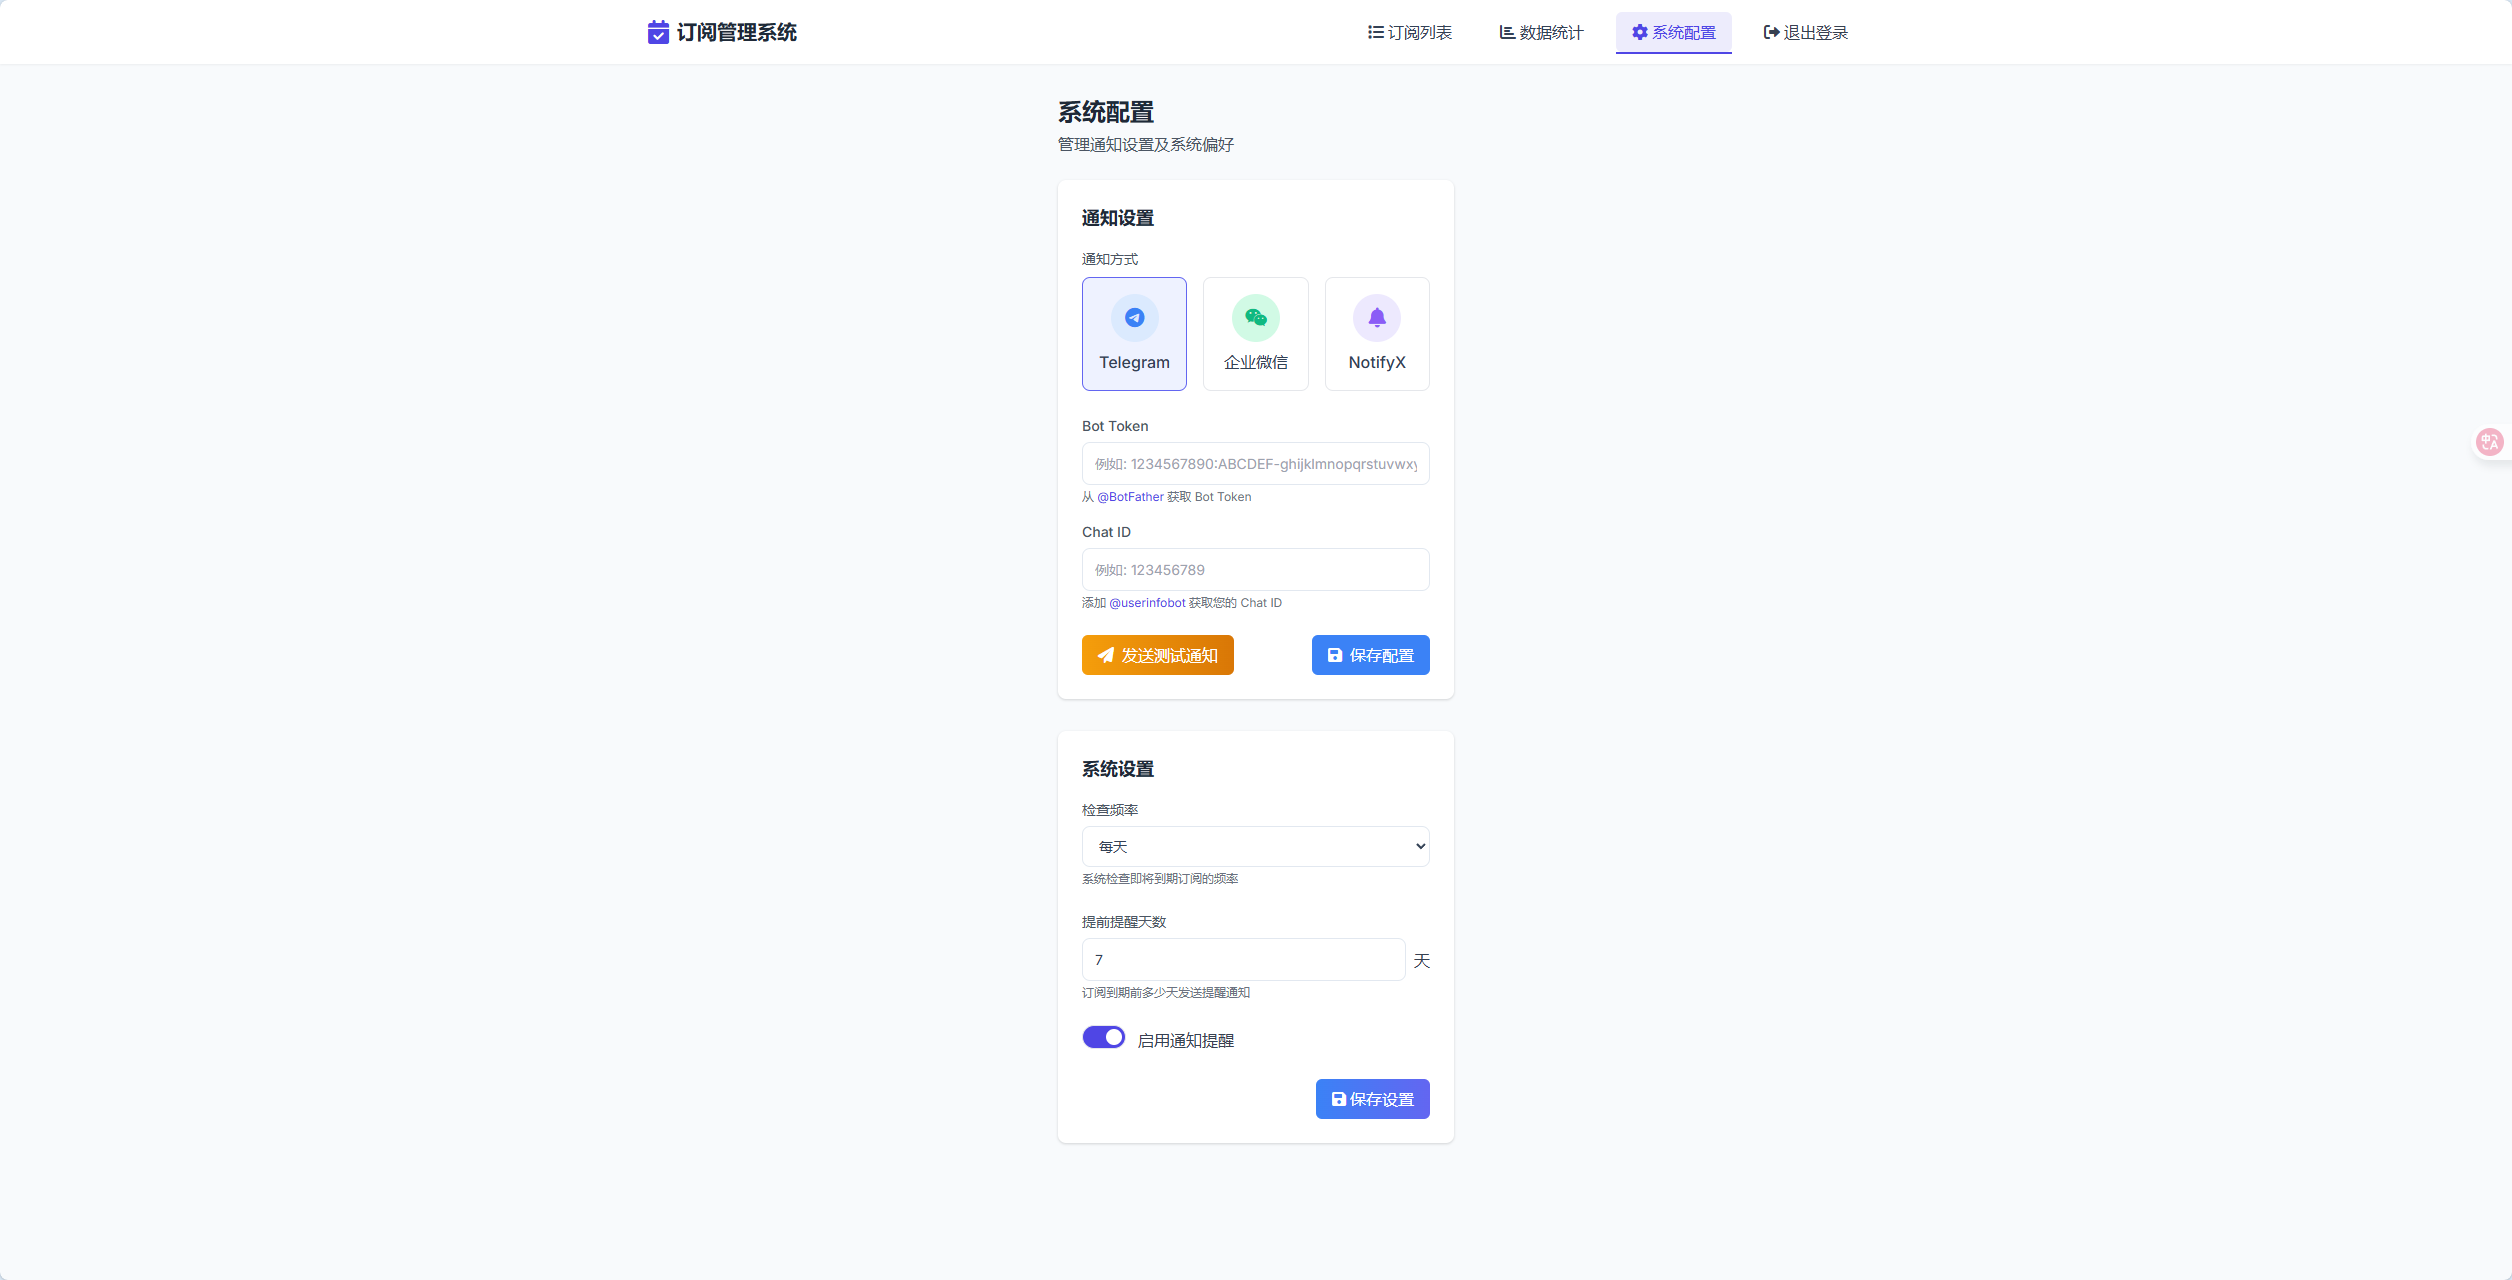 订阅管理系统
订阅列表
数据统计
系统配置
退出登录
系统配置
管理通知设置及系统偏好
通知设置
通知方式
Telegram
企业微信
NotifyX
Bot Token
例如: 1234567890:ABCDEF-ghijklmnopqrstuvwxy
从 @BotFather 获取 Bot Token
Chat ID
例如: 123456789
添加 @userinfobot 获取您的 Chat ID
发送测试通知
保存配置
系统设置
检查频率
每天
系统检查即将到期订阅的频率
提前提醒天数
7
天
订阅到期前多少天发送提醒通知
启用通知提醒
保存设置